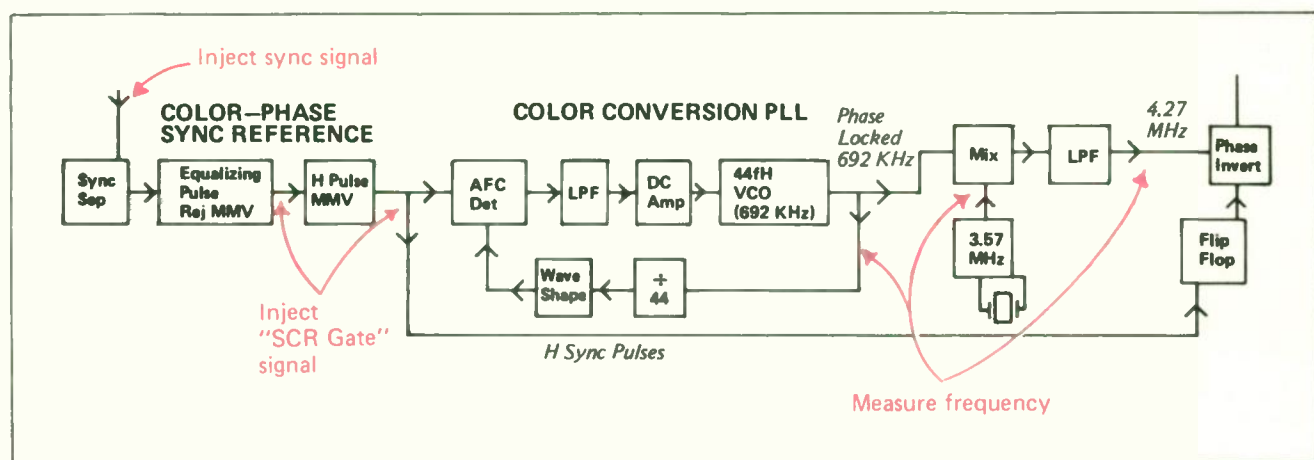 Inject sync signal
COLOR–PHASE
SYNC REFERENCE
COLOR CONVERSION PLL
Phase
Locked
692 KHz
4.27
MHz
Sync
Sep
Equalizing
Pulse
Rej MMV
H Pulse
MMV
AFC
Det
LPF
DC
Amp
44fH
VCO
(692 KHz)
Mix
LPF
Phase
Invert
Wave
Shape
÷
44
3.57
MHz
Flip
Flop
Inject
"SCR Gate"
signal
H Sync Pulses
Measure frequency